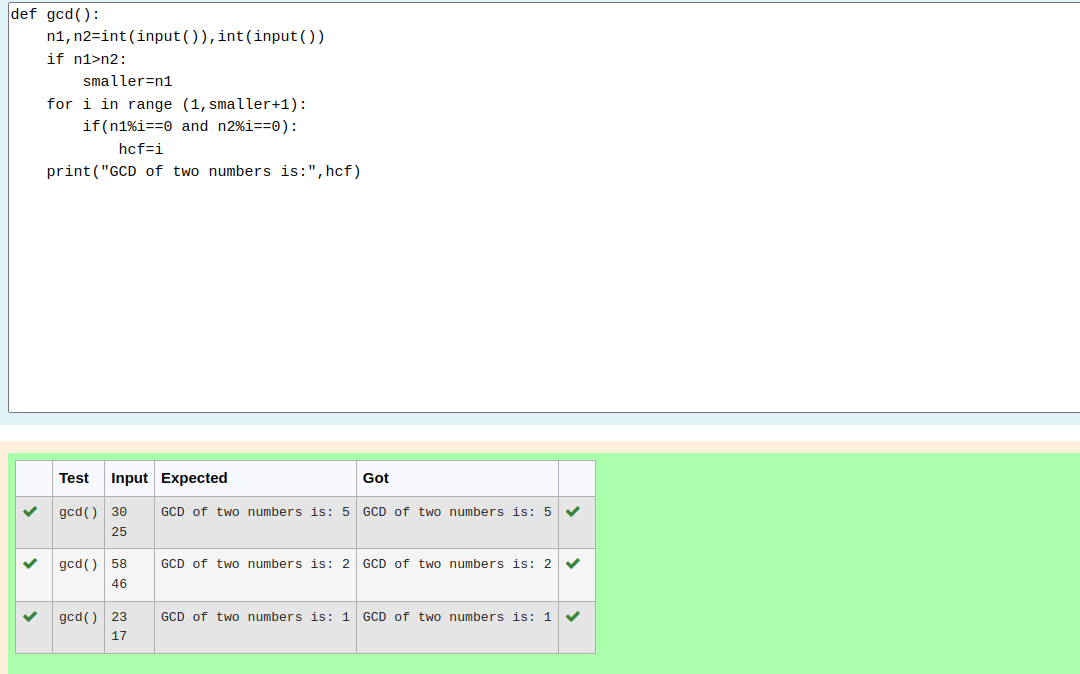 def gcd():
    n1,n2=int(input()),int(input())
    if n1>n2:
        smaller=n1
    for i in range (1,smaller+1):
        if(n1%i==0 and n2%i==0):
            hcf=i
    print("GCD of two numbers is:",hcf)
Test Input Expected Got
gcd() 30 GCD of two numbers is: 5 GCD of two numbers is: 5
25
gcd() 58 GCD of two numbers is: 2 GCD of two numbers is: 2
46
gcd() 23 GCD of two numbers is: 1 GCD of two numbers is: 1
17